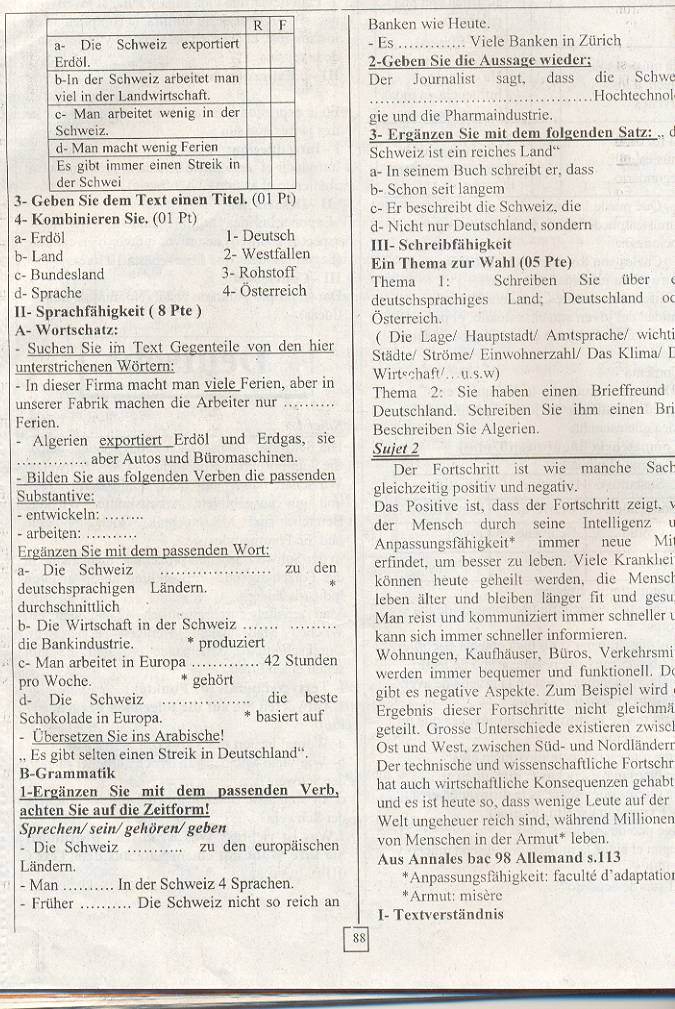 R F
a- Die Schweiz exportiert
Erdöl.
b-In der Schweiz arbeitet man
viel in der Landwirtschaft.
c- Man arbeitet wenig in der
Schweiz.
d- Man macht wenig Ferien
Es gibt immer einen Streik in
der Schwei
3- Geben Sie dem Text einen Titel. (01 Pt)
4- Kombinieren Sie. (01 Pt)
a- Erdöl 1- Deutsch
b- Land 2- Westfallen
c- Bundesland 3- Rohstoff
d- Sprache 4- Österreich
II- Sprachfähigkeit ( 8 Pte )
A- Wortschatz:
- Suchen Sie im Text Gegenteile von den hier
unterstrichenen Wörtern:
- In dieser Firma macht man viele Ferien, aber in
unserer Fabrik machen die Arbeiter nur ..........
Ferien.
- Algerien exportiert Erdöl und Erdgas, sie
.............. aber Autos und Büromaschinen.
- Bilden Sie aus folgenden Verben die passenden
Substantive:
- entwickeln: ........
- arbeiten: ..........
Ergänzen Sie mit dem passenden Wort:
a- Die Schweiz .................... zu den
deutschsprachigen Ländern. *
durchschnittlich
b- Die Wirtschaft in der Schweiz ....... .........
die Bankindustrie. * produziert
c- Man arbeitet in Europa ............. 42 Stunden
pro Woche. * gehört
d- Die Schweiz ................. die beste
Schokolade in Europa. * basiert auf
- Übersetzen Sie ins Arabische!
„ Es gibt selten einen Streik in Deutschland“.
B-Grammatik
1-Ergänzen Sie mit dem passenden Verb,
achten Sie auf die Zeitform!
Sprechen/ sein/ gehören/ geben
- Die Schweiz ........... zu den europäischen
Ländern.
- Man .......... In der Schweiz 4 Sprachen.
- Früher .......... Die Schweiz nicht so reich an
Banken wie Heute.
- Es ............. Viele Banken in Zürich
2-Geben Sie die Aussage wieder:
Der Journalist sagt, dass die Schwe
........................................Hochtechnol
gie und die Pharmaindustrie.
3- Ergänzen Sie mit dem folgenden Satz: „ d
Schweiz ist ein reiches Land“
a- In seinem Buch schreibt er, dass
b- Schon seit langem
c- Er beschreibt die Schweiz, die
d- Nicht nur Deutschland, sondern
III- Schreibfähigkeit
Ein Thema zur Wahl (05 Pte)
Thema 1: Schreiben Sie über e
deutschsprachiges Land; Deutschland o
Österreich.
( Die Lage/ Hauptstadt/ Amtsprache/ wichti
Städte/ Ströme/ Einwohnerzahl/ Das Klima/ D
Wirtschaft/... u.s.w)
Thema 2: Sie haben einen Brieffreund
Deutschland. Schreiben Sie ihm einen Bri
Beschreiben Sie Algerien.
Sujet 2
Der Fortschritt ist wie manche Sach
gleichzeitig positiv und negativ.
Das Positive ist, dass der Fortschritt zeigt, w
der Mensch durch seine Intelligenz u
Anpassungsfähigkeit* immer neue Mit
erfindet, um besser zu leben. Viele Krankhei
können heute geheilt werden, die Mensch
leben älter und bleiben länger fit und gesu
Man reist und kommuniziert immer schneller u
kann sich immer schneller informieren.
Wohnungen, Kaufhäuser, Büros, Verkehrsmi
werden immer bequemer und funktionell. Do
gibt es negative Aspekte. Zum Beispiel wird
Ergebnis dieser Fortschritte nicht gleichmä
geteilt. Grosse Unterschiede existieren zwisch
Ost und West, zwischen Süd- und Nordländern
Der technische und wissenschaftliche Fortschr
hat auch wirtschaftliche Konsequenzen gehabt
und es ist heute so, dass wenige Leute auf der
Welt ungeheuer reich sind, während Millionen
von Menschen in der Armut* leben.
Aus Annales bac 98 Allemand s.113
*Anpassungsfähigkeit: faculté d’adaptation
*Armut: misère
I- Textverständnis
88